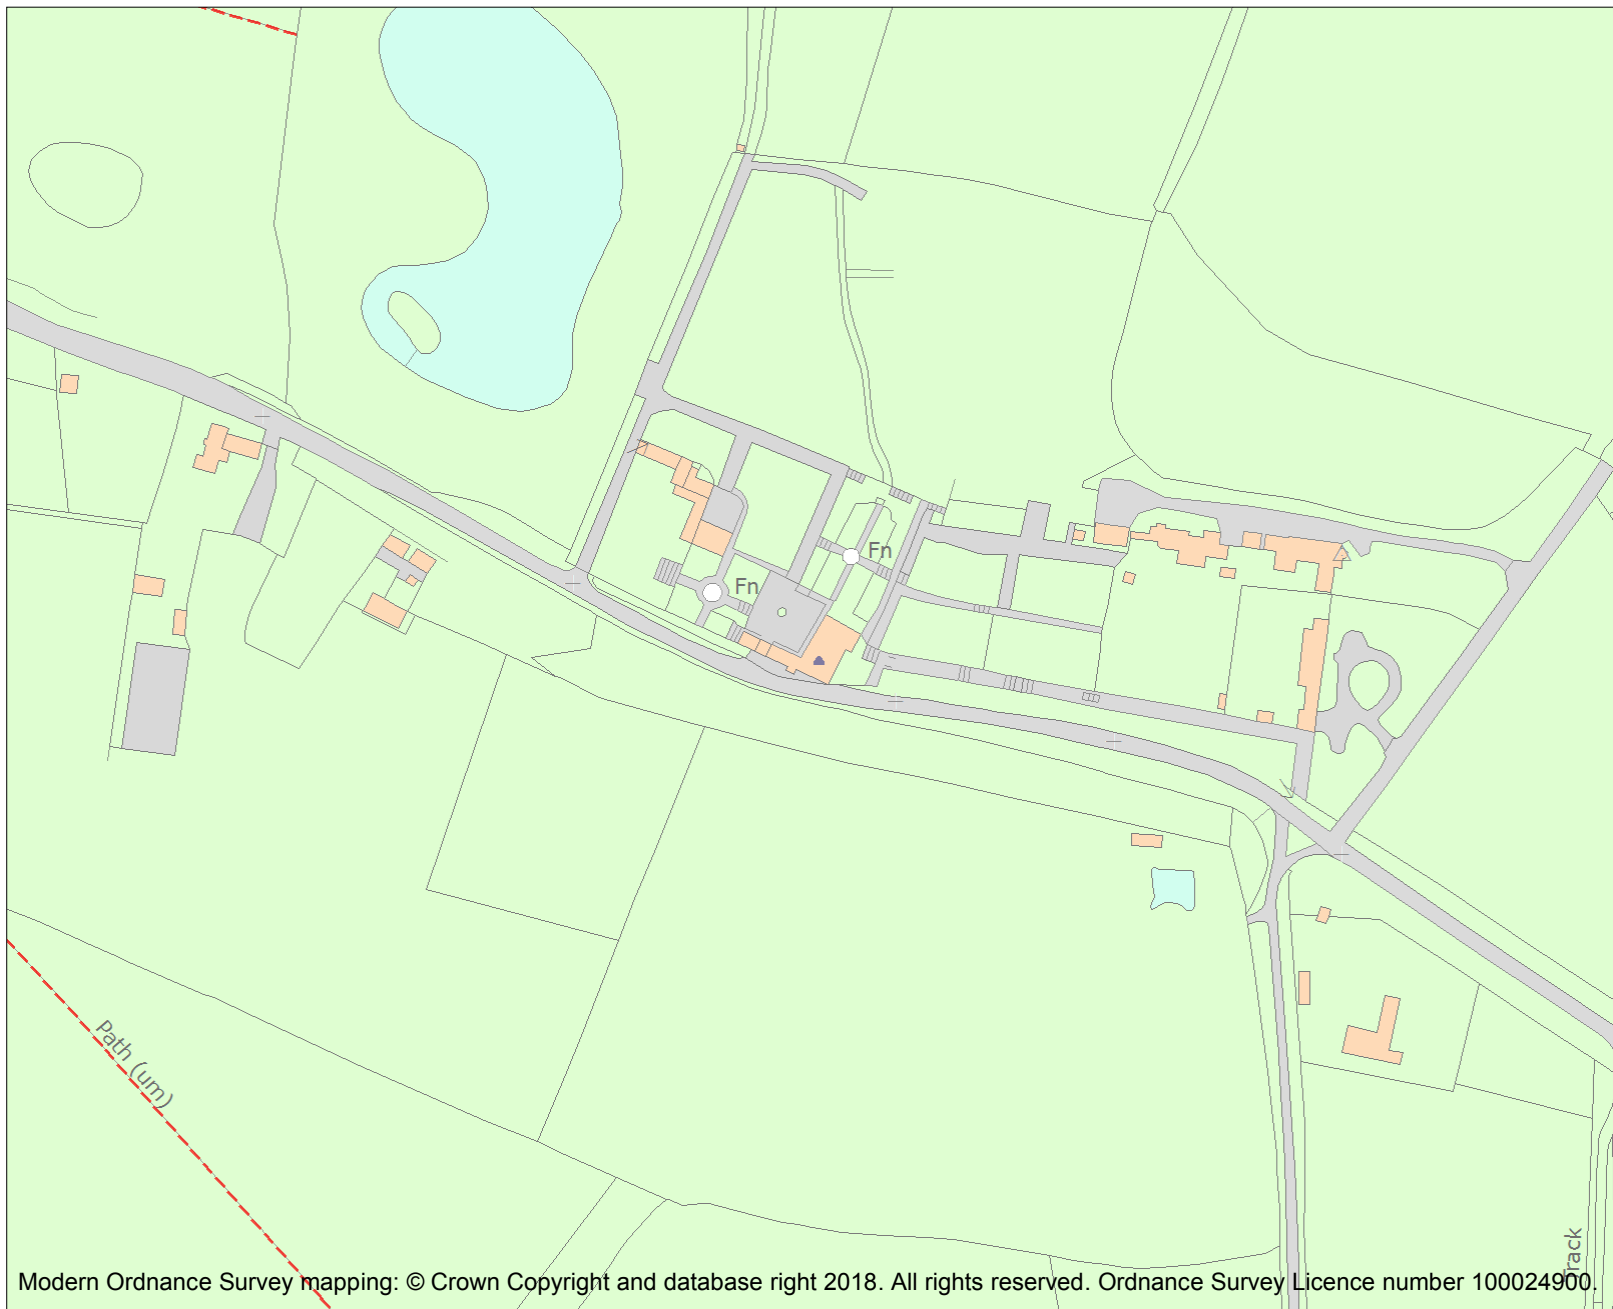 Fn
Fn
Path (um)
Track
Modern Ordnance Survey mapping: © Crown Copyright and database right 2018. All rights reserved. Ordnance Survey Licence number 100024900.